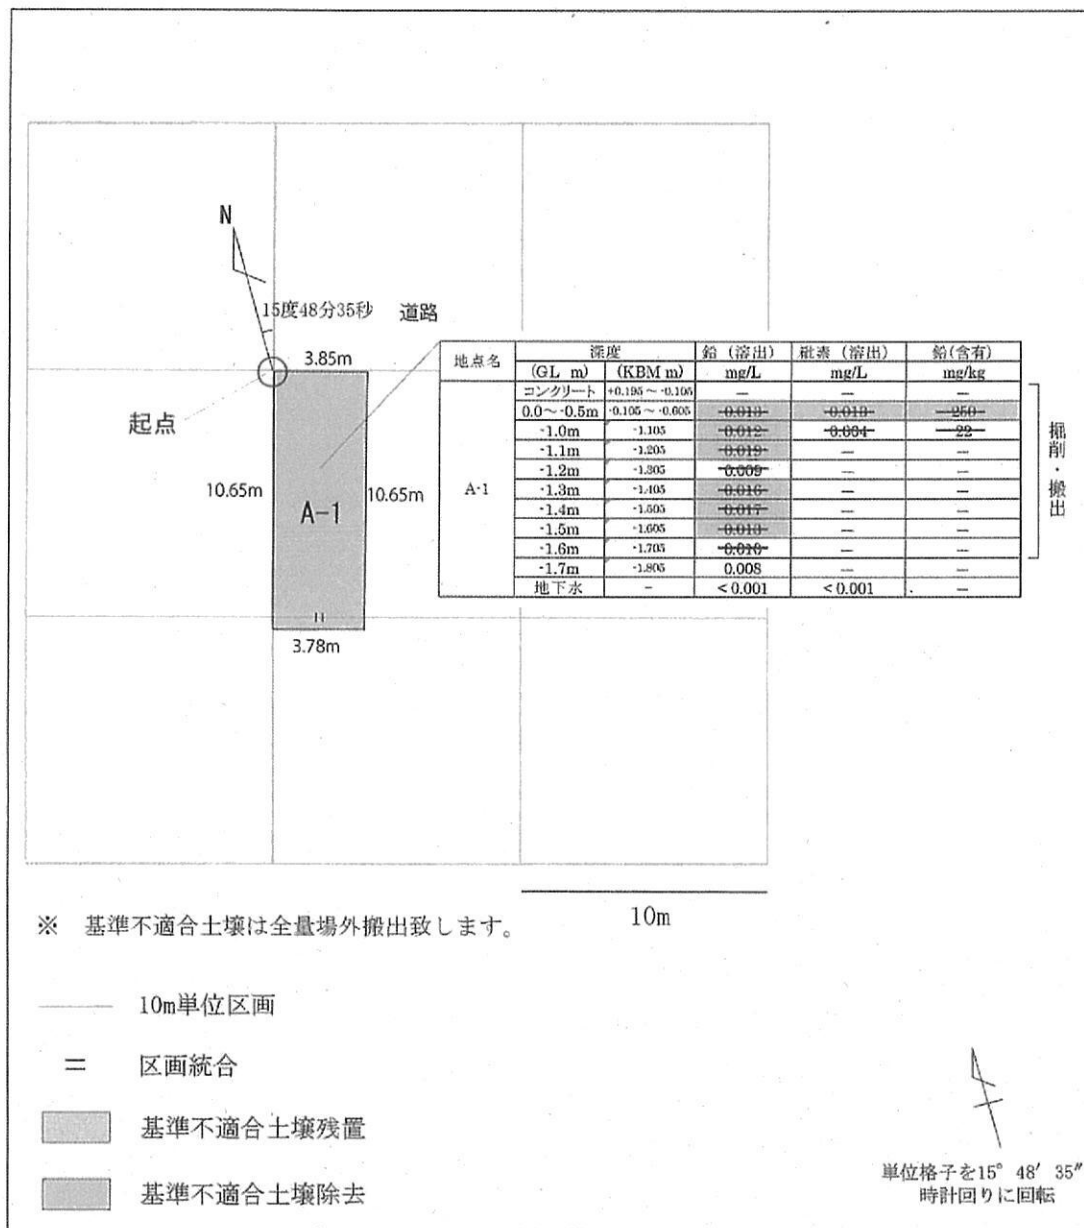 N
15度48分35秒 道路
3.85m
起点
10.65m
10.65m
A-1
3.78m
地点名 深度 鉛（溶出） 砒素（溶出） 鉛(含有)
(GL m) (KBM m) mg/L mg/L mg/kg
A-1
コンクリート +0.195～-0.105 － － －
0.0～-0.5m -0.105～-0.605 0.013 0.013 250
-1.0m -1.105 0.012 0.004 22
-1.1m -1.205 0.019 － －
-1.2m -1.305 0.009 － －
-1.3m -1.405 0.016 － －
-1.4m -1.505 0.017 － －
-1.5m -1.605 0.013 － －
-1.6m -1.705 0.010 － －
-1.7m -1.805 0.008 － －
地下水 － <0.001 <0.001 －
掘削・搬出
10m
※ 基準不適合土壌は全量場外搬出致します。
10m単位区画
＝ 区画統合
基準不適合土壌残置
基準不適合土壌除去
単位格子を15°48′35″
時計回りに回転